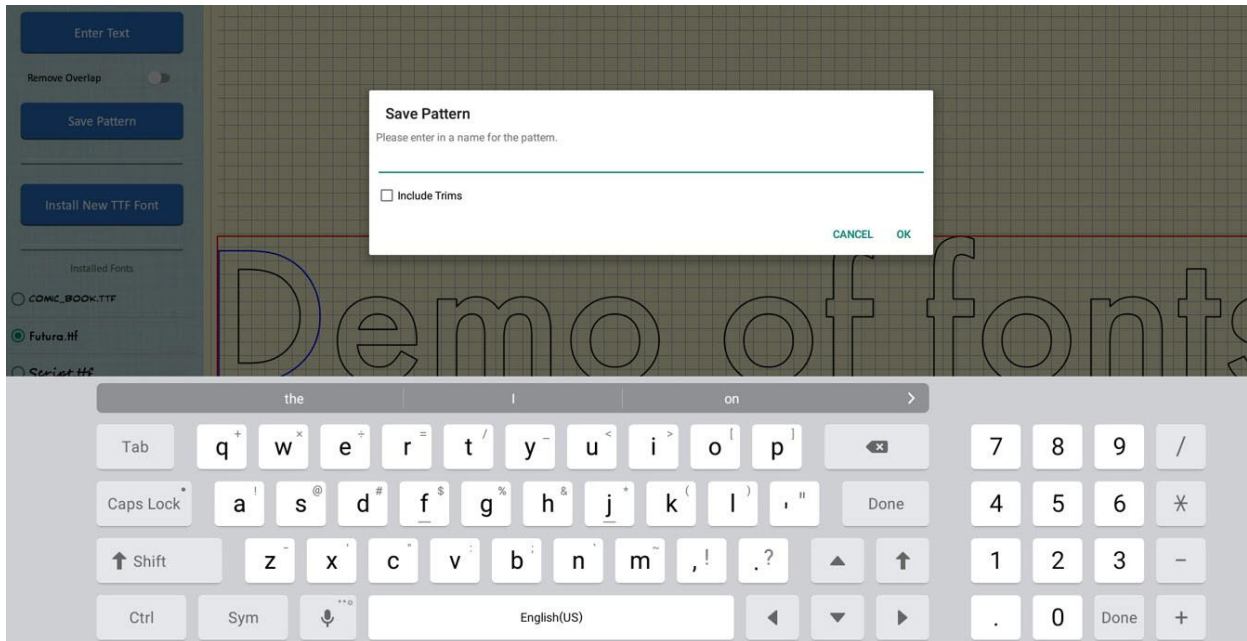 Enter Text
Remove Overlap
Save Pattern
Install New TTF Font
Installed Fonts
COMIC_BOOK.TTF
Futura.ttf
Script.ttf
Save Pattern
Please enter in a name for the pattern.
Include Trims
CANCEL OK
Demo of fonts
the I on >
Tab q + w × e ÷ r = t / y _ u < i > o [ p ] 7 8 9 /
Caps Lock a ! s @ d # f $ g % h & j * k ( l ) ' " Done 4 5 6 *
Shift z - x ' c " v : b ; n ` m ~ , ! . ? 1 2 3 -
Ctrl Sym English(US) . 0 Done +